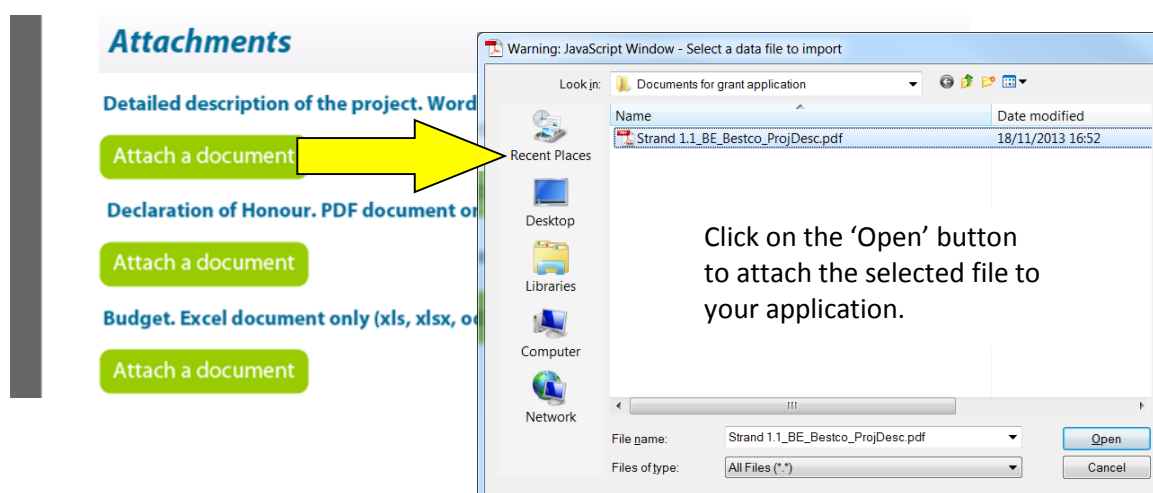 Attachments
Detailed description of the project. Word
Attach a document
Declaration of Honour. PDF document
Attach a document
Budget. Excel document only (xls, xlsx,
Attach a document
Warning: JavaScript Window - Select a data file to import
Look in: Documents for grant application
Name Date modified
Strand 1.1_BE_Bestco_ProjDesc.pdf 18/11/2013 16:52
Recent Places
Desktop
Libraries
Computer
Network
Click on the ‘Open’ button
to attach the selected file to
your application.
File name: Strand 1.1_BE_Bestco_ProjDesc.pdf Open
Files of type: All Files (*.*) Cancel